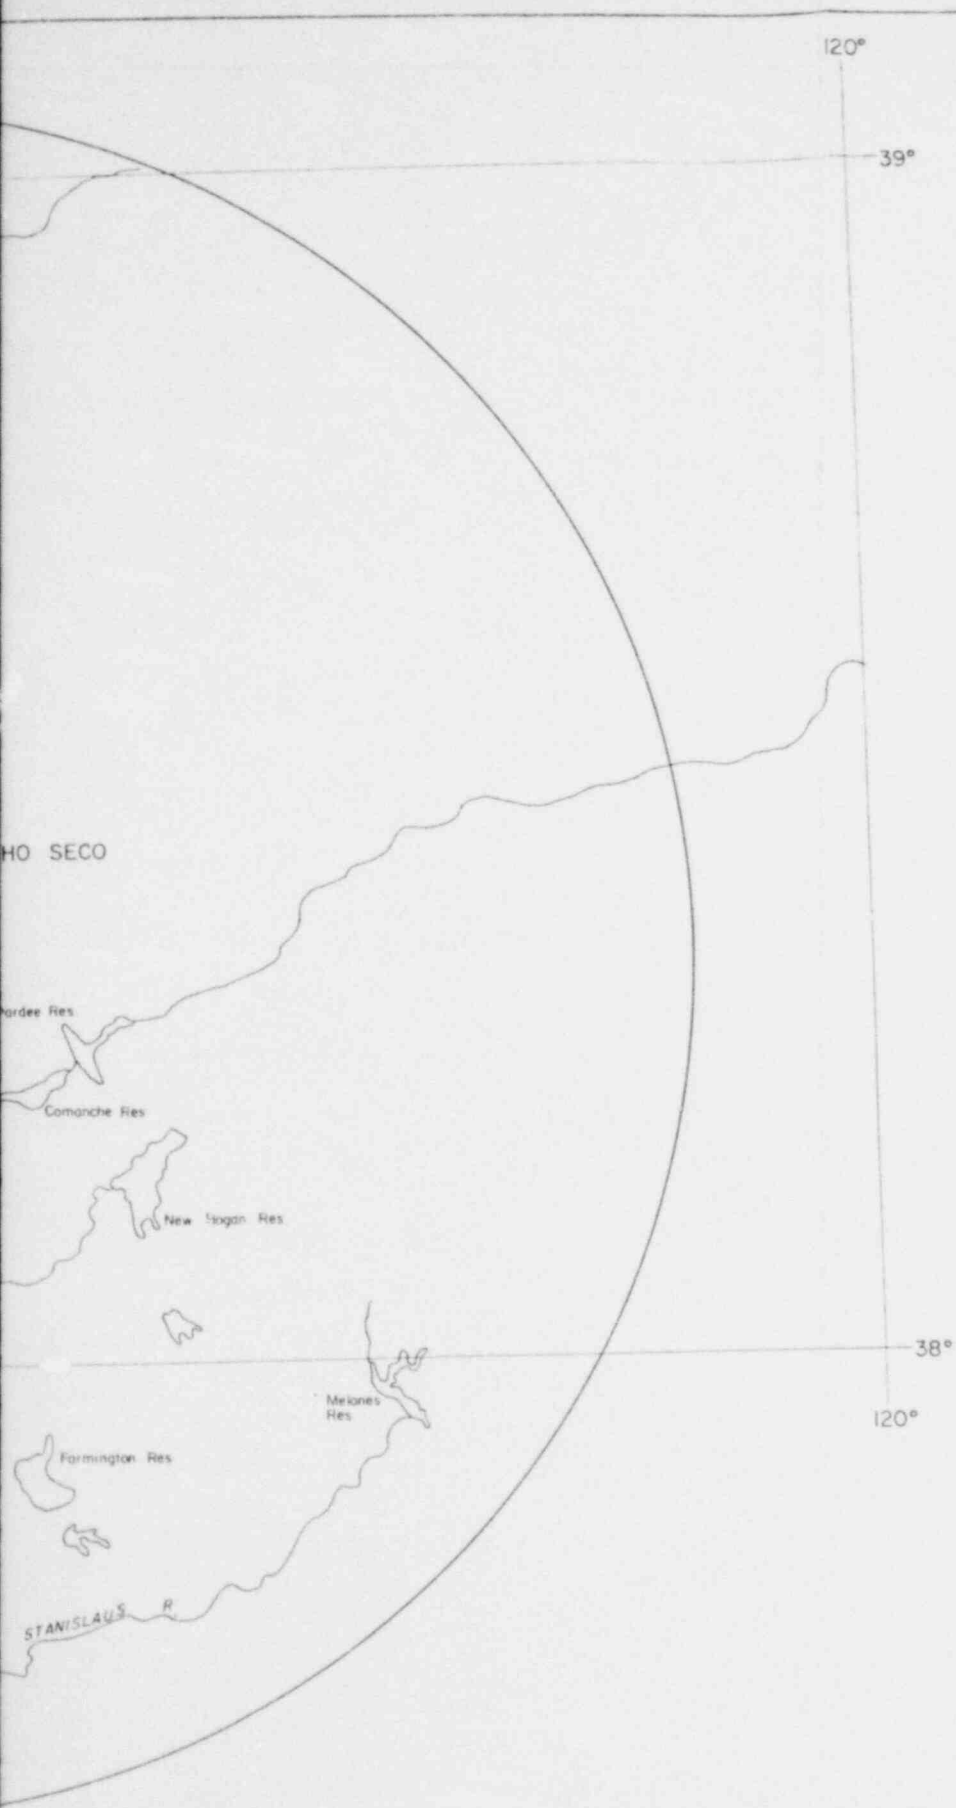 120°
39°
HO SECO
Pardee Res.
Comanche Res
New Hogan Res
38°
Melones
Res
120°
Farmington Res
STANISLAUS R.